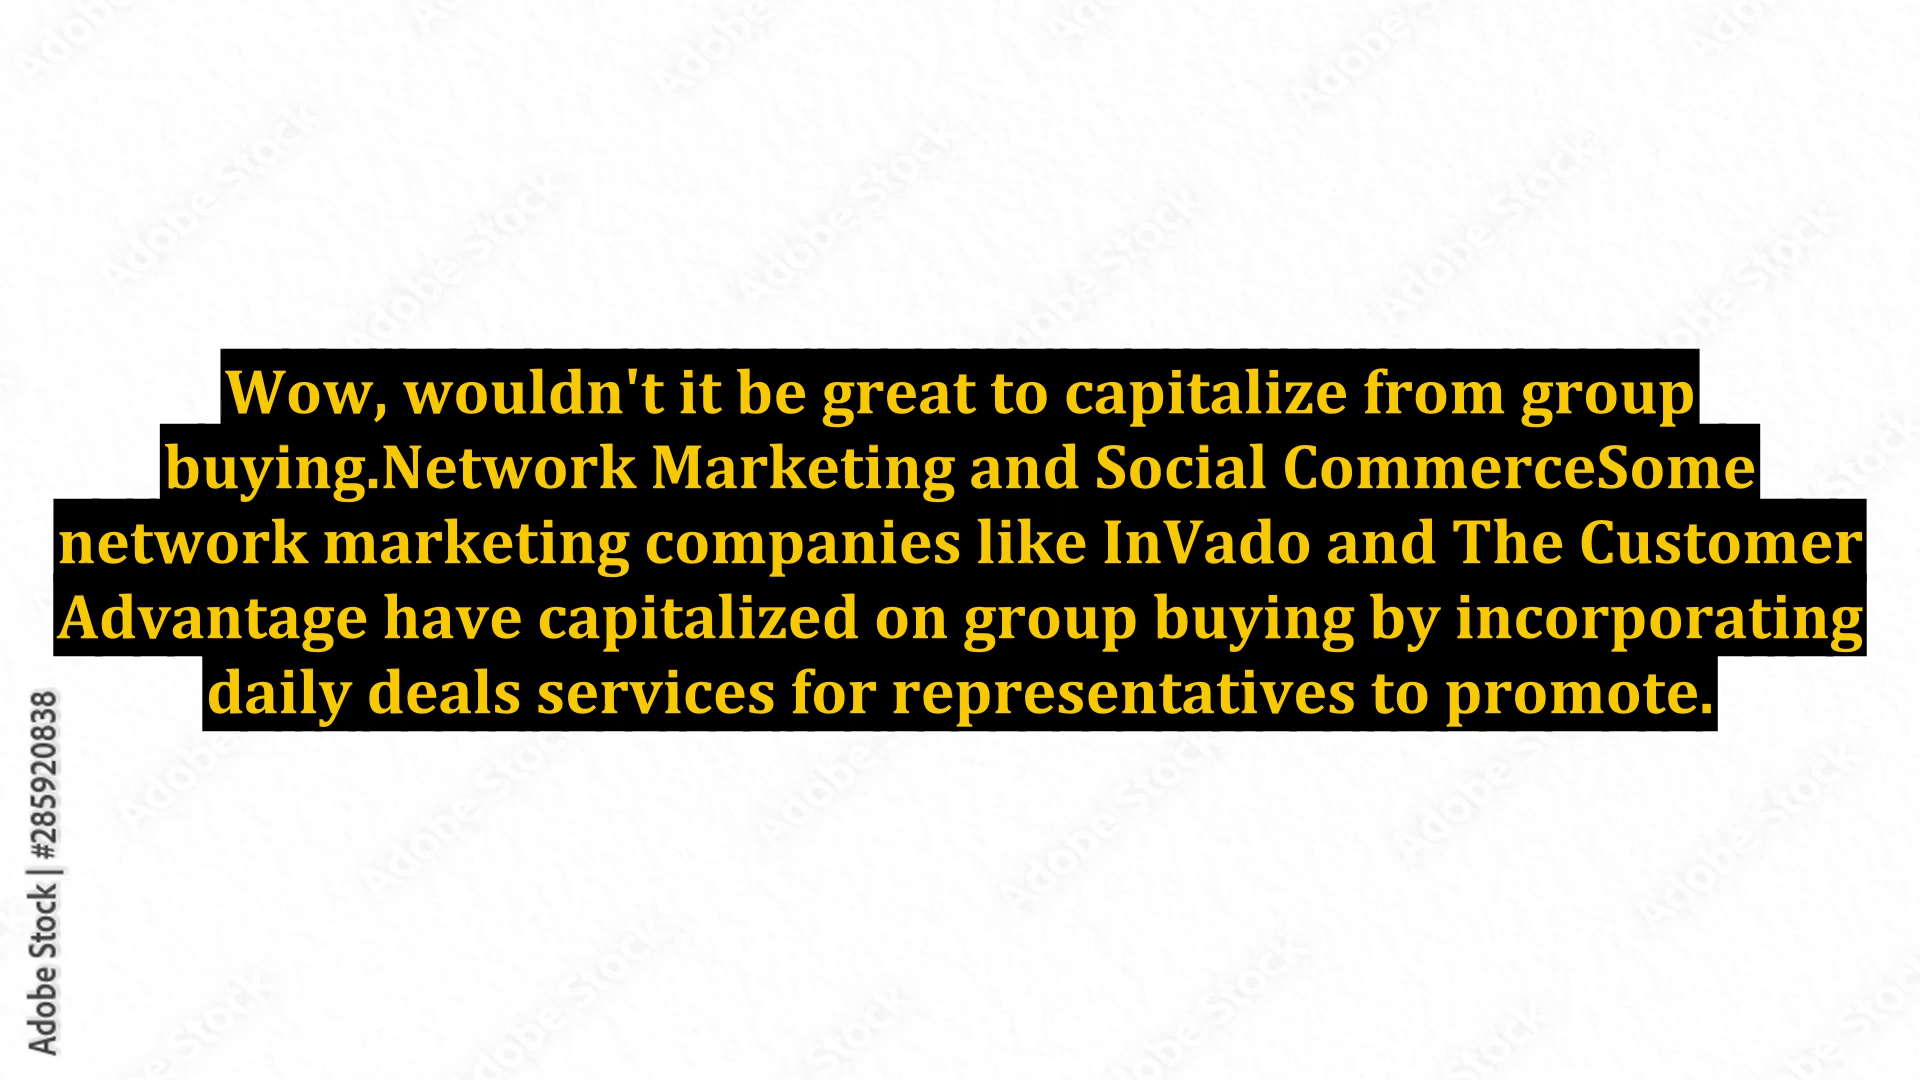 Wow, wouldn't it be great to capitalize from group
buying.Network Marketing and Social CommerceSome
network marketing companies like InVado and The Customer
Advantage have capitalized on group buying by incorporating
daily deals services for representatives to promote.
Adobe Stock | #285920838
Adobe Stock